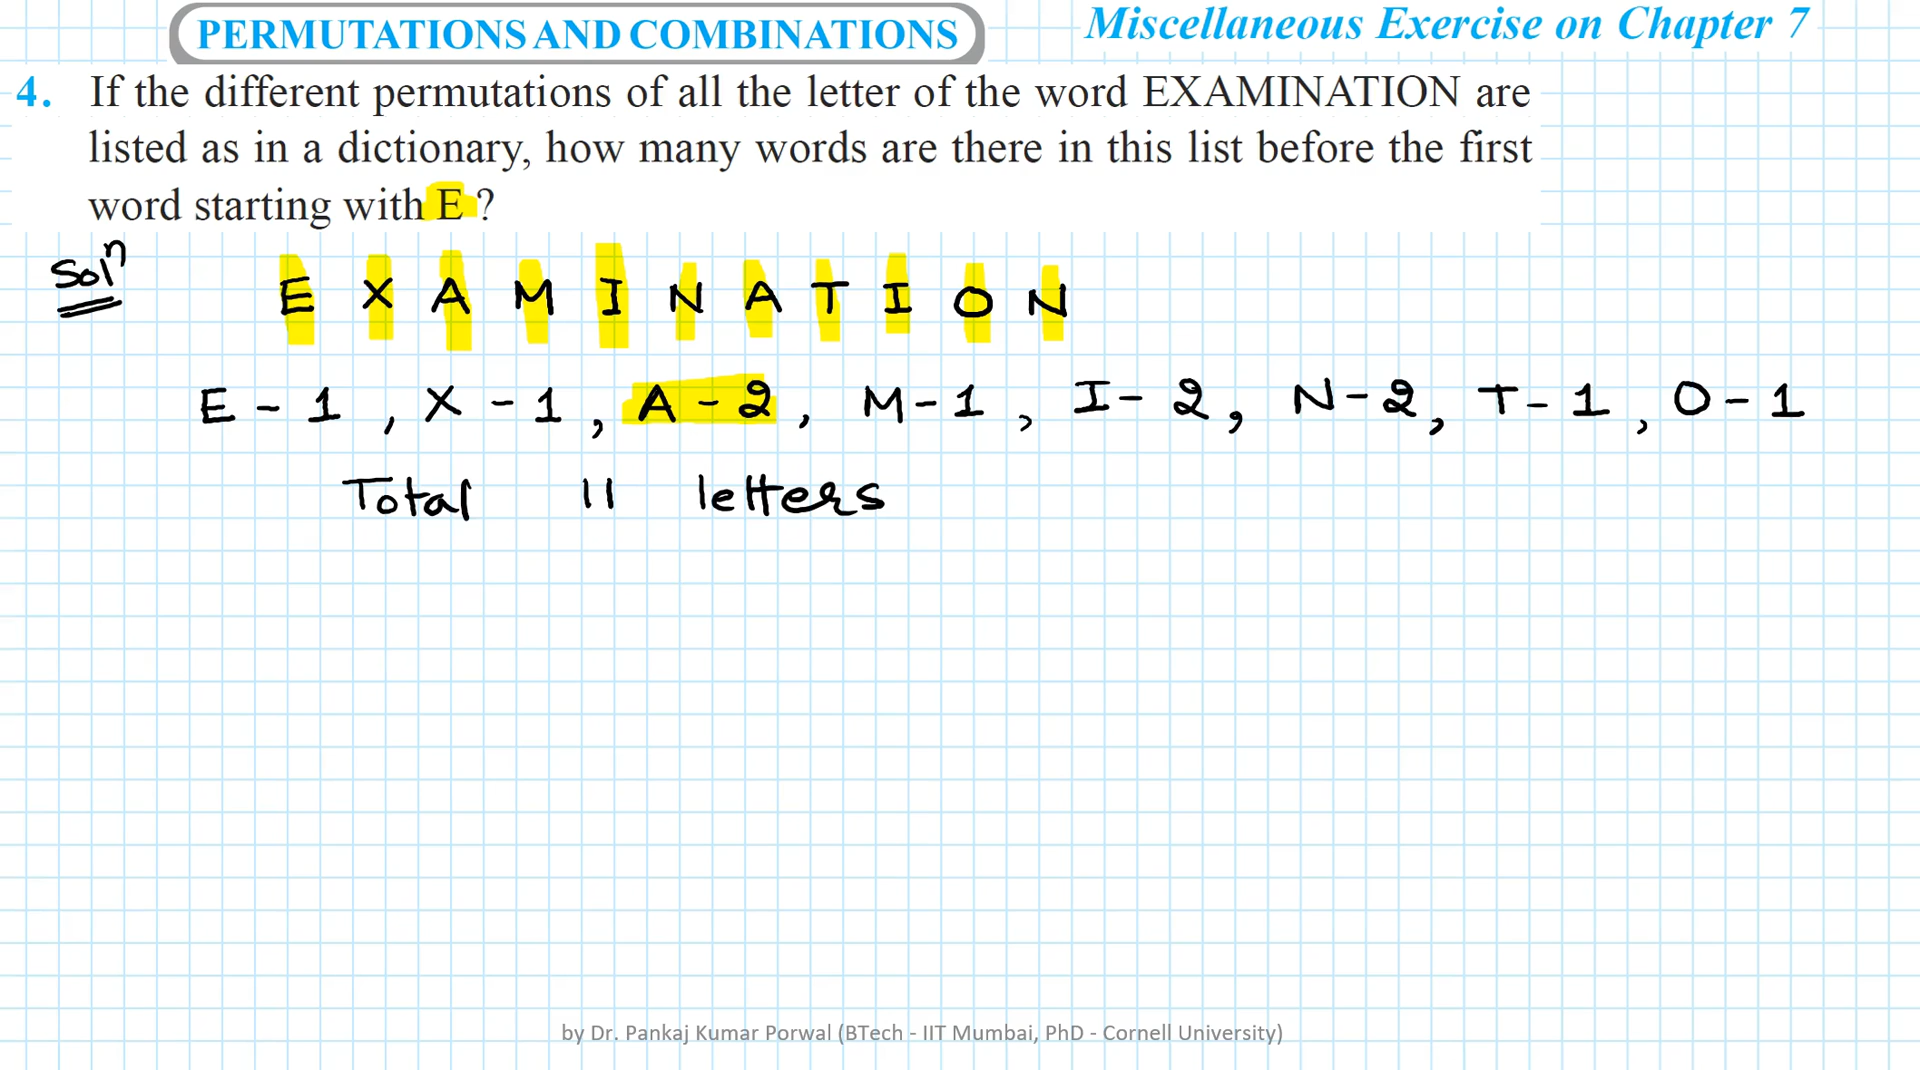 PERMUTATIONS AND COMBINATIONS
Miscellaneous Exercise on Chapter 7
4. If the different permutations of all the letter of the word EXAMINATION are
listed as in a dictionary, how many words are there in this list before the first
word starting with E ?
Solⁿ
E X A M I N A T I O N
E - 1 , X - 1 , A - 2 , M - 1 , I - 2 , N - 2 , T - 1 , O - 1
Total 11 letters
by Dr. Pankaj Kumar Porwal (BTech - IIT Mumbai, PhD - Cornell University)